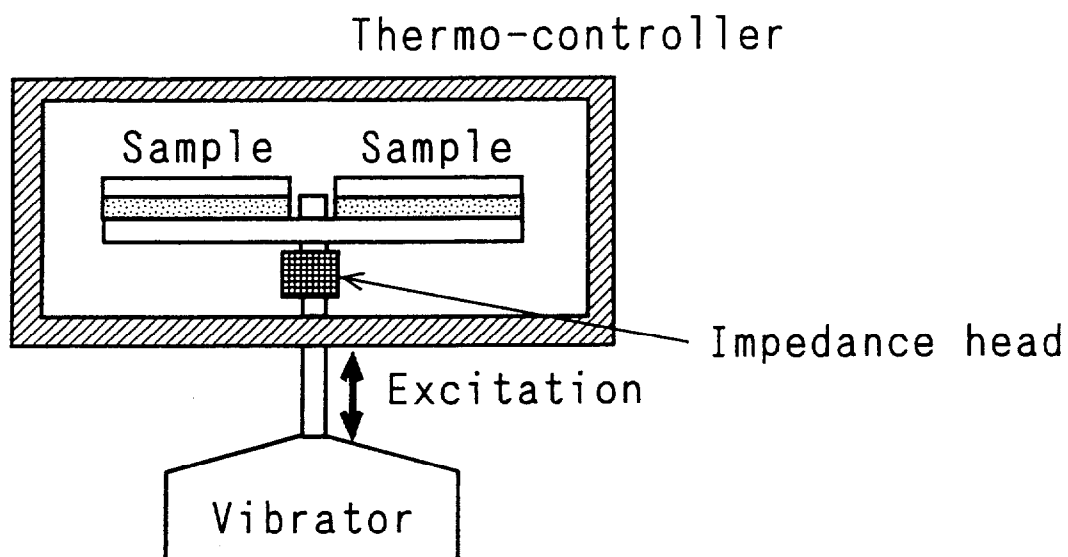 Thermo-controller
Sample Sample
Impedance head
Excitation
Vibrator